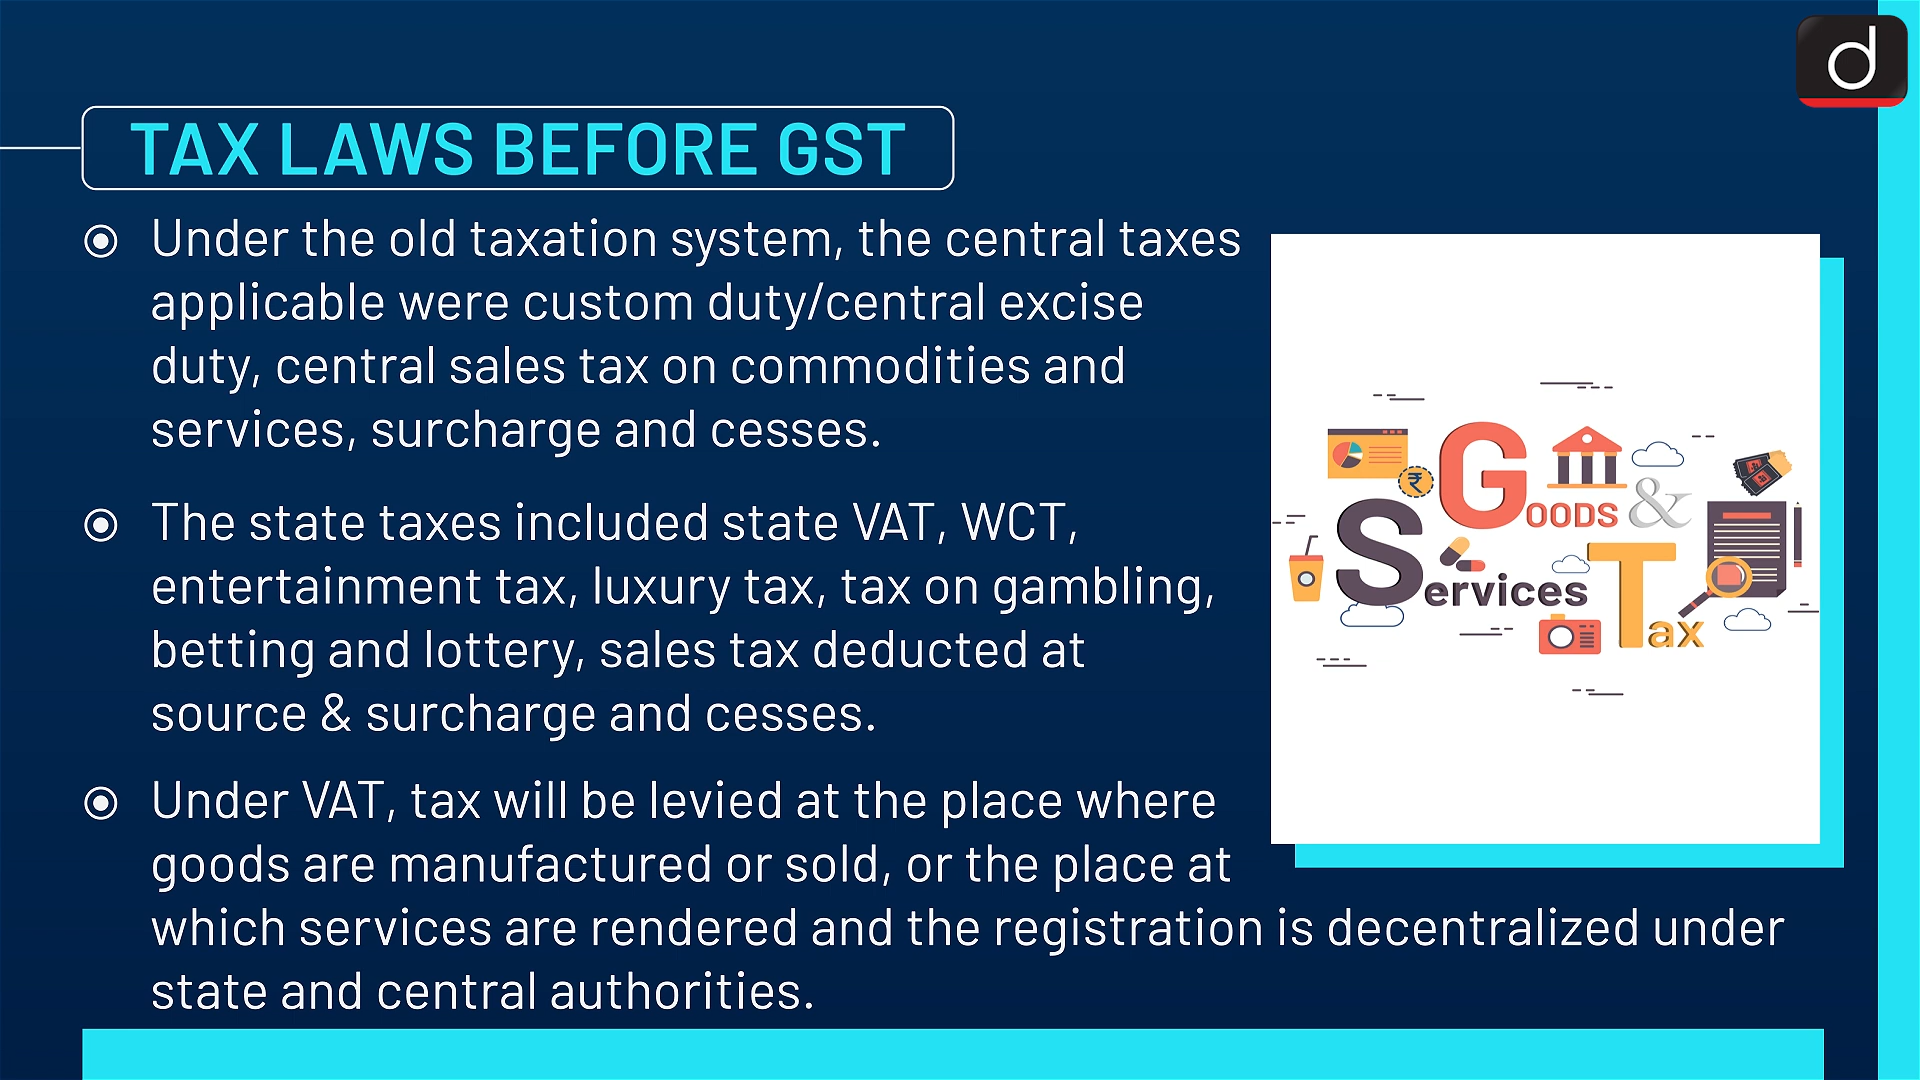 d
TAX LAWS BEFORE GST
Under the old taxation system, the central taxes
applicable were custom duty/central excise
duty, central sales tax on commodities and
services, surcharge and cesses.
The state taxes included state VAT, WCT,
entertainment tax, luxury tax, tax on gambling,
betting and lottery, sales tax deducted at
source & surcharge and cesses.
Under VAT, tax will be levied at the place where
goods are manufactured or sold, or the place at
which services are rendered and the registration is decentralized under
state and central authorities.
₹
GOODS &
Services
Tax